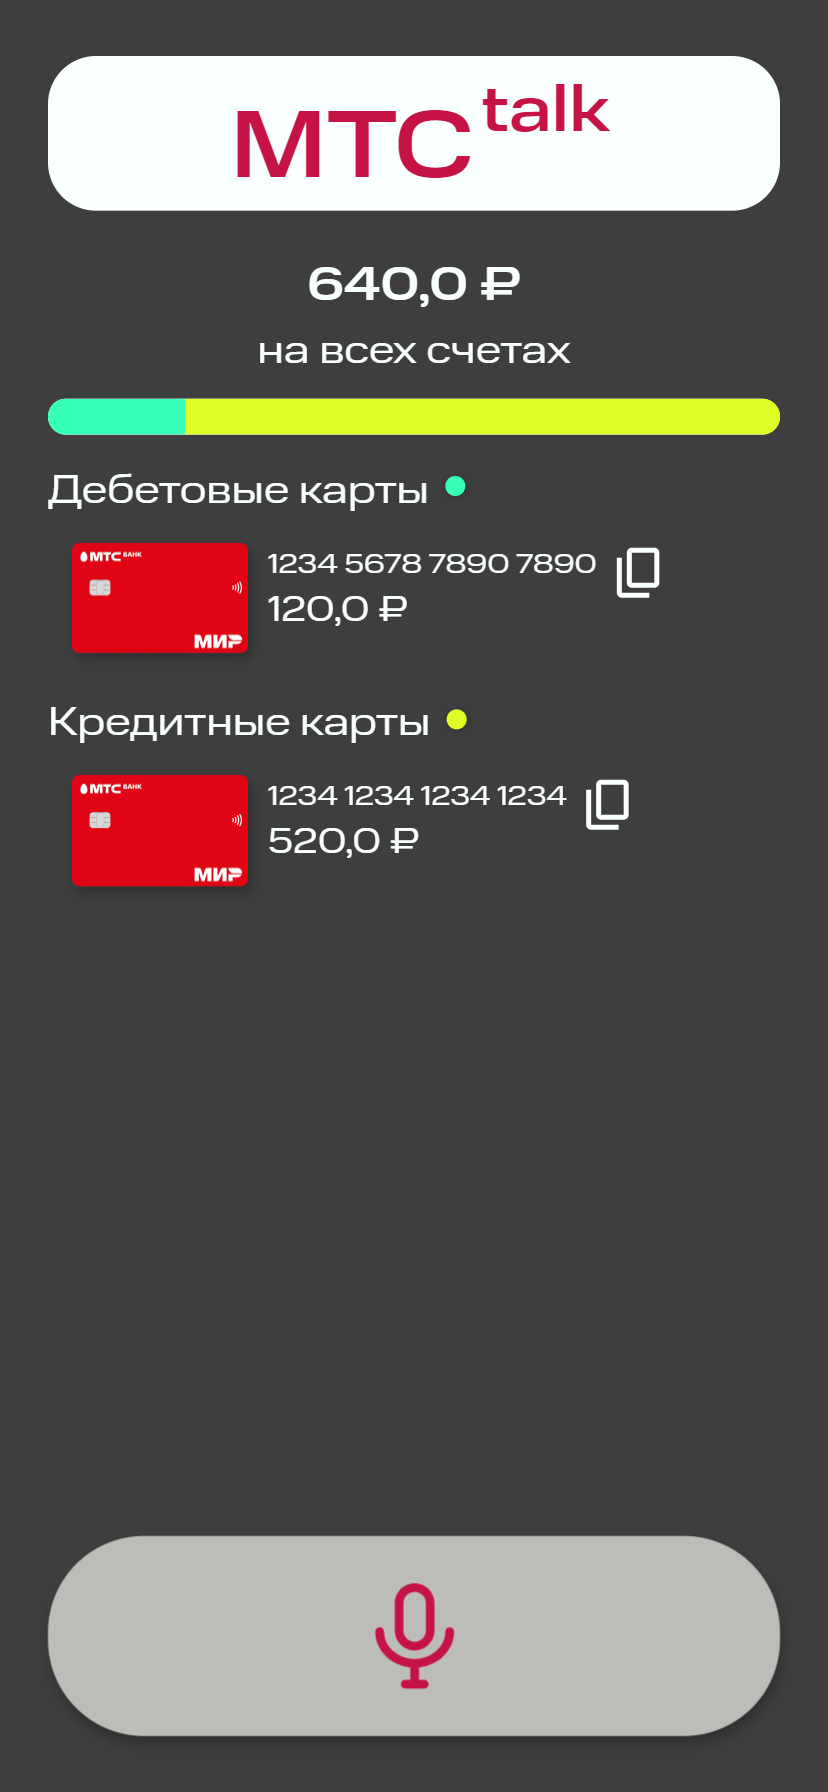 МТС talk
640,0 ₽
на всех счетах
Дебетовые карты
МТС БАНК
1234 5678 7890 7890
120,0 ₽
МИР
Кредитные карты
МТС БАНК
1234 1234 1234 1234
520,0 ₽
МИР